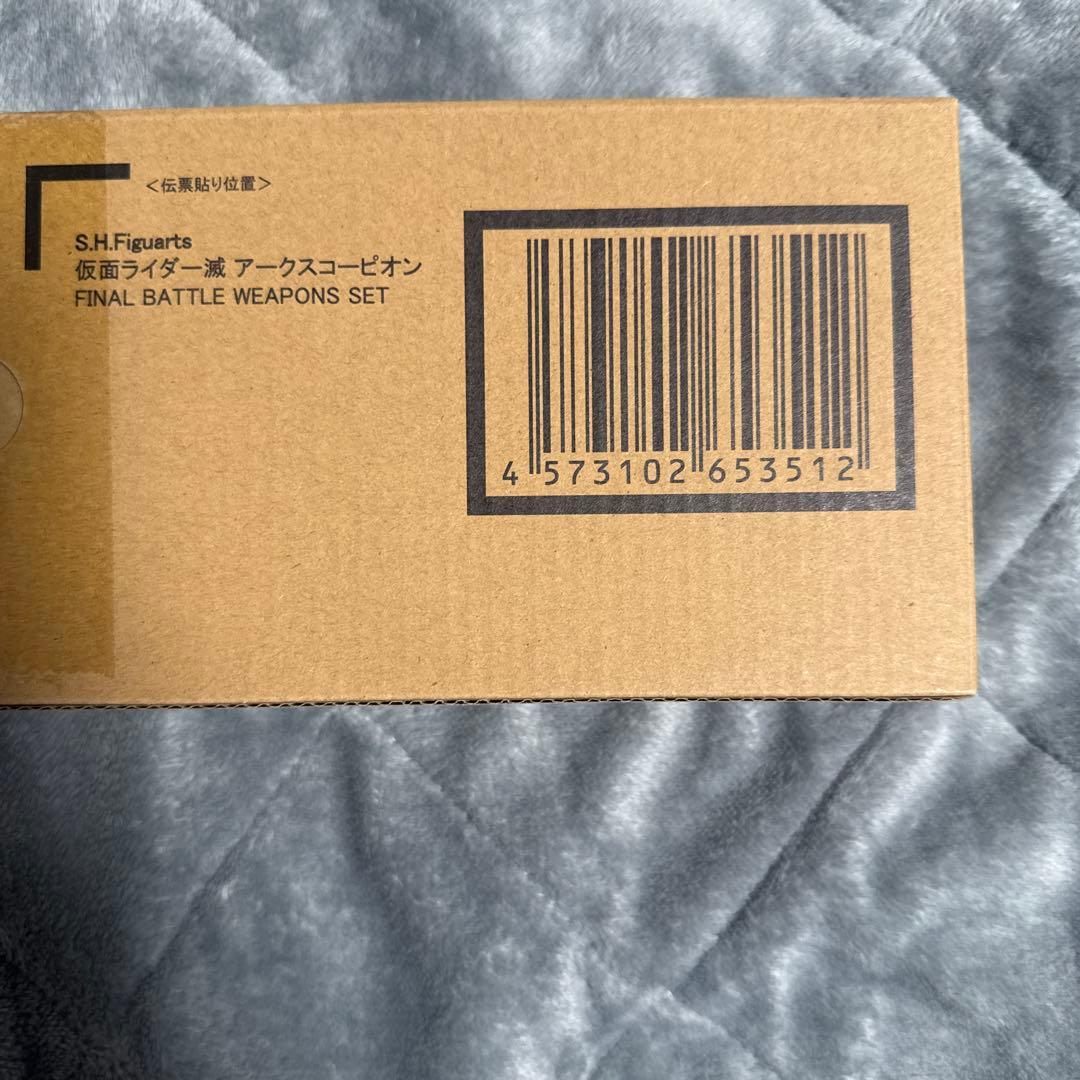 <伝票貼り位置>
S.H.Figuarts
仮面ライダー滅 アークスコーピオン
FINAL BATTLE WEAPONS SET
4 573102 653512